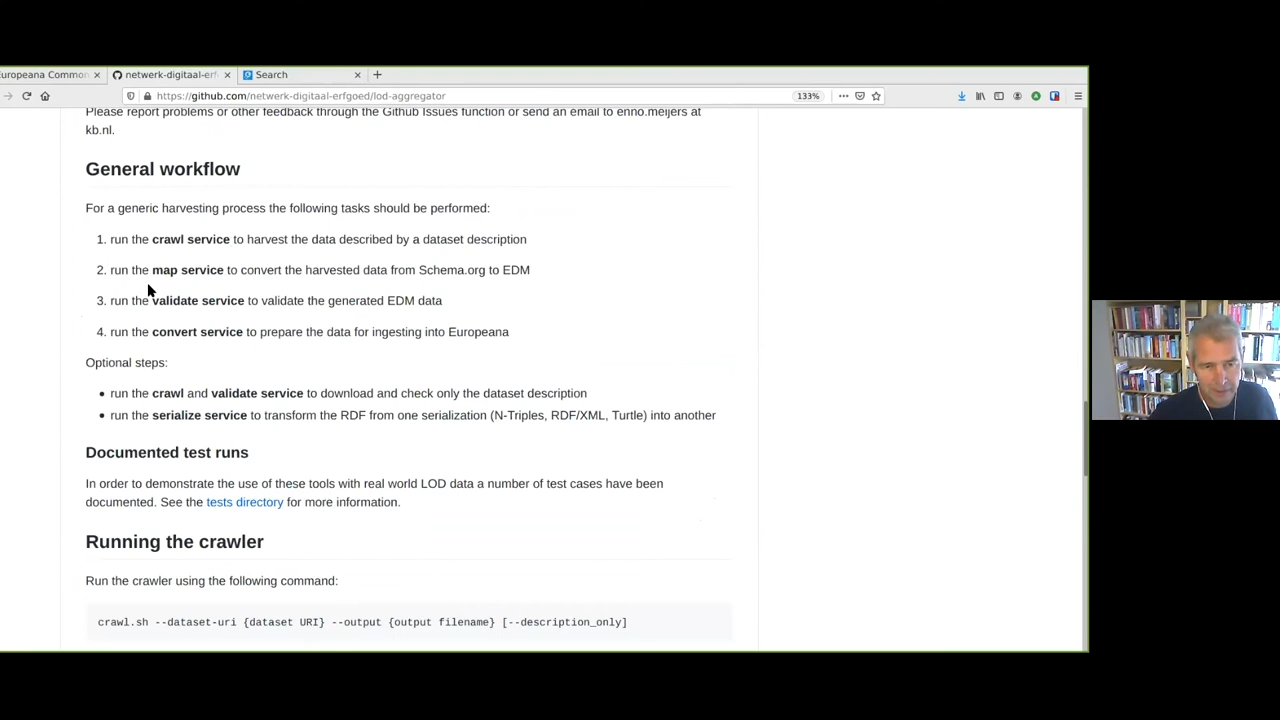 uropeana Common
netwerk-digitaal-erf
Search
https://github.com/netwerk-digitaal-erfgoed/lod-aggregator
133%
Please report problems or other feedback through the Github Issues function or send an email to enno.meijers at
kb.nl.
General workflow
For a generic harvesting process the following tasks should be performed:
1. run the crawl service to harvest the data described by a dataset description
2. run the map service to convert the harvested data from Schema.org to EDM
3. run the validate service to validate the generated EDM data
4. run the convert service to prepare the data for ingesting into Europeana
Optional steps:
• run the crawl and validate service to download and check only the dataset description
• run the serialize service to transform the RDF from one serialization (N-Triples, RDF/XML, Turtle) into another
Documented test runs
In order to demonstrate the use of these tools with real world LOD data a number of test cases have been
documented. See the tests directory for more information.
Running the crawler
Run the crawler using the following command:
crawl.sh --dataset-uri {dataset URI} --output {output filename} [--description_only]